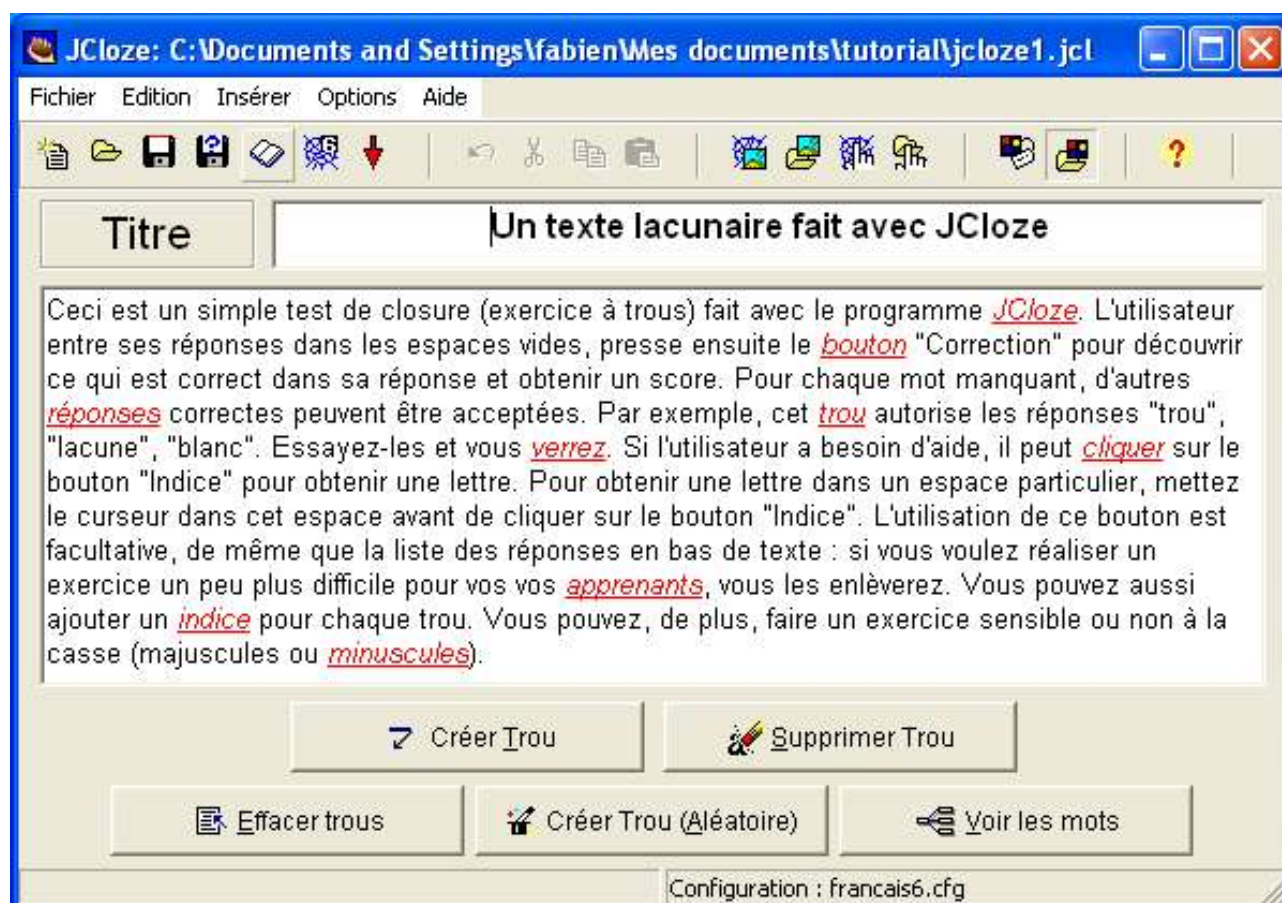 JCloze: C:\Documents and Settings\fabien\Mes documents\tutorial\jcloze1.jcl
Fichier Edition Insérer Options Aide
Titre
Un texte lacunaire fait avec JCloze
Ceci est un simple test de closure (exercice à trous) fait avec le programme JCloze. L'utilisateur
entre ses réponses dans les espaces vides, presse ensuite le bouton "Correction" pour découvrir
ce qui est correct dans sa réponse et obtenir un score. Pour chaque mot manquant, d'autres
réponses correctes peuvent être acceptées. Par exemple, cet trou autorise les réponses "trou",
"lacune", "blanc". Essayez-les et vous verrez. Si l'utilisateur a besoin d'aide, il peut cliquer sur le
bouton "Indice" pour obtenir une lettre. Pour obtenir une lettre dans un espace particulier, mettez
le curseur dans cet espace avant de cliquer sur le bouton "Indice". L'utilisation de ce bouton est
facultative, de même que la liste des réponses en bas de texte : si vous voulez réaliser un
exercice un peu plus difficile pour vos vos apprenants, vous les enlèverez. Vous pouvez aussi
ajouter un indice pour chaque trou. Vous pouvez, de plus, faire un exercice sensible ou non à la
casse (majuscules ou minuscules).
Créer Trou Supprimer Trou
Effacer trous Créer Trou (Aléatoire) Voir les mots
Configuration : francais6.cfg